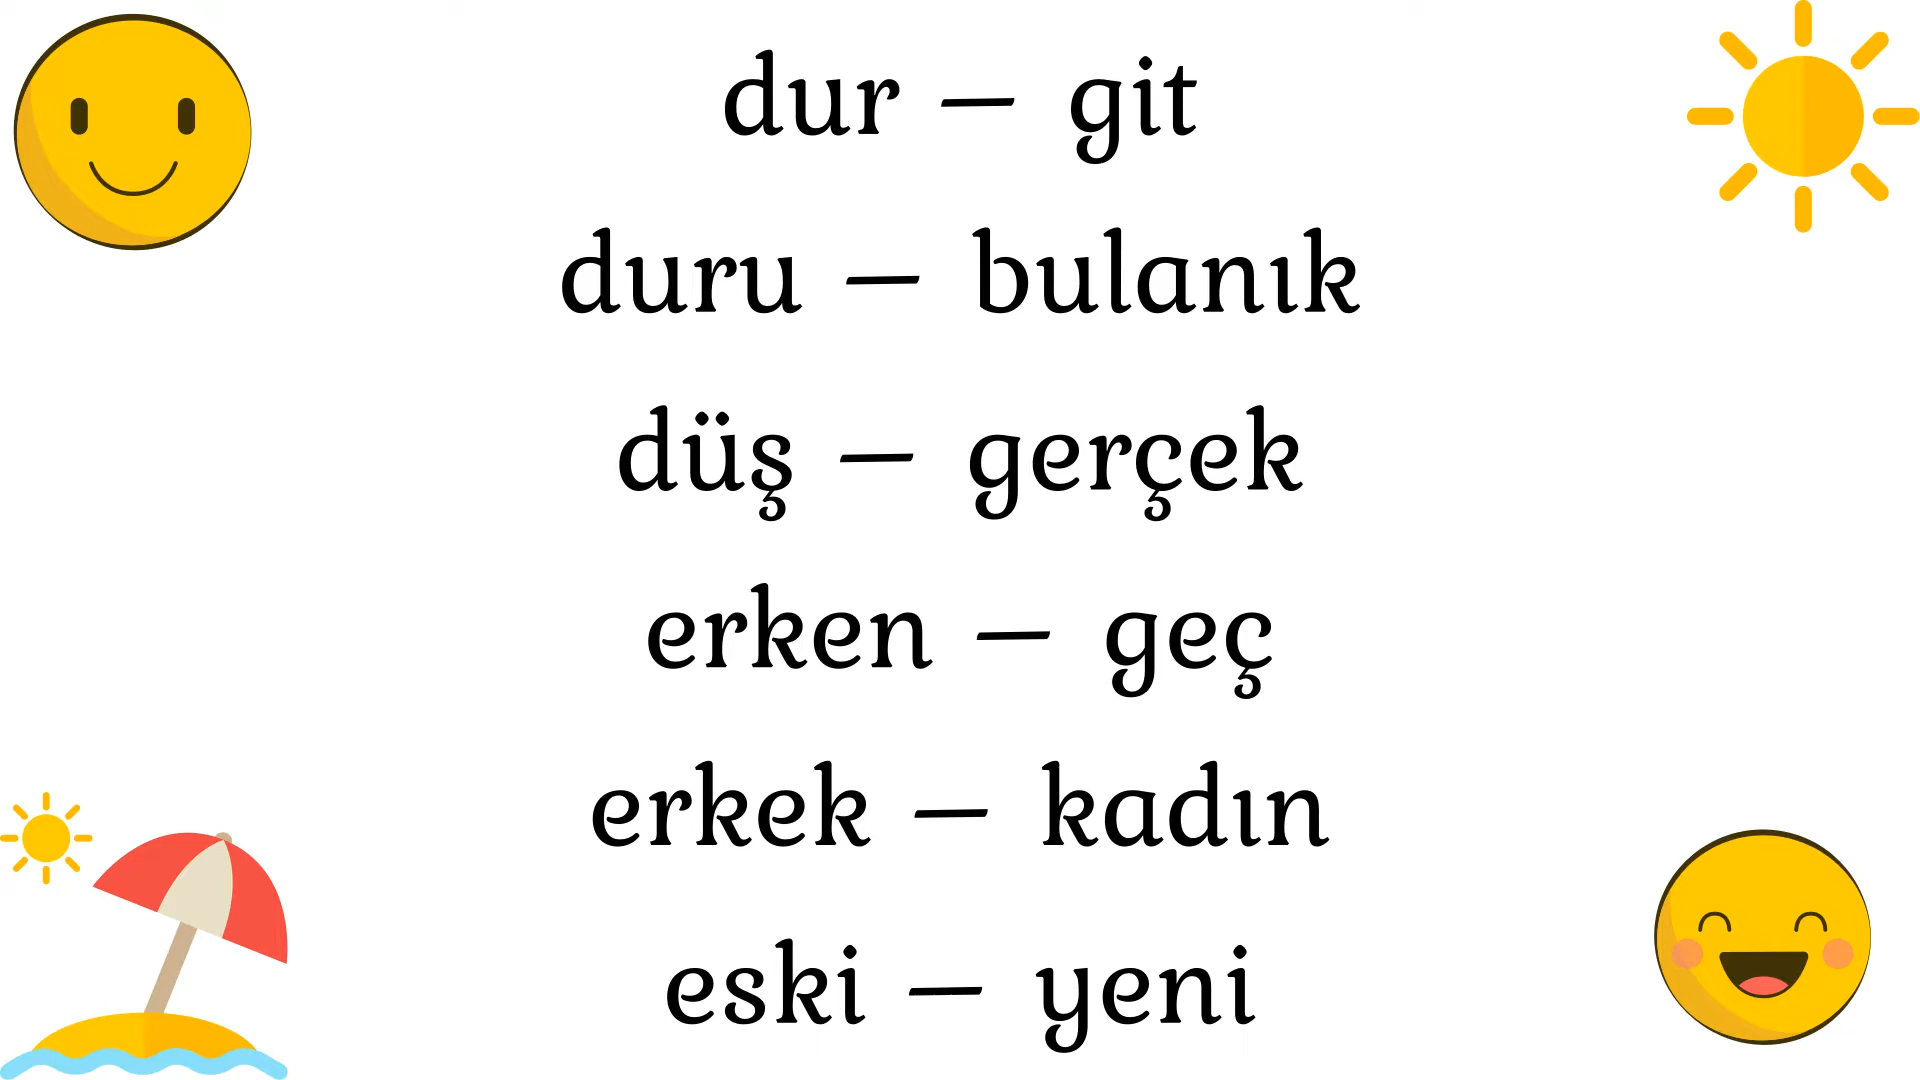 dur – git
duru – bulanık
düş – gerçek
erken – geç
erkek – kadın
eski – yeni